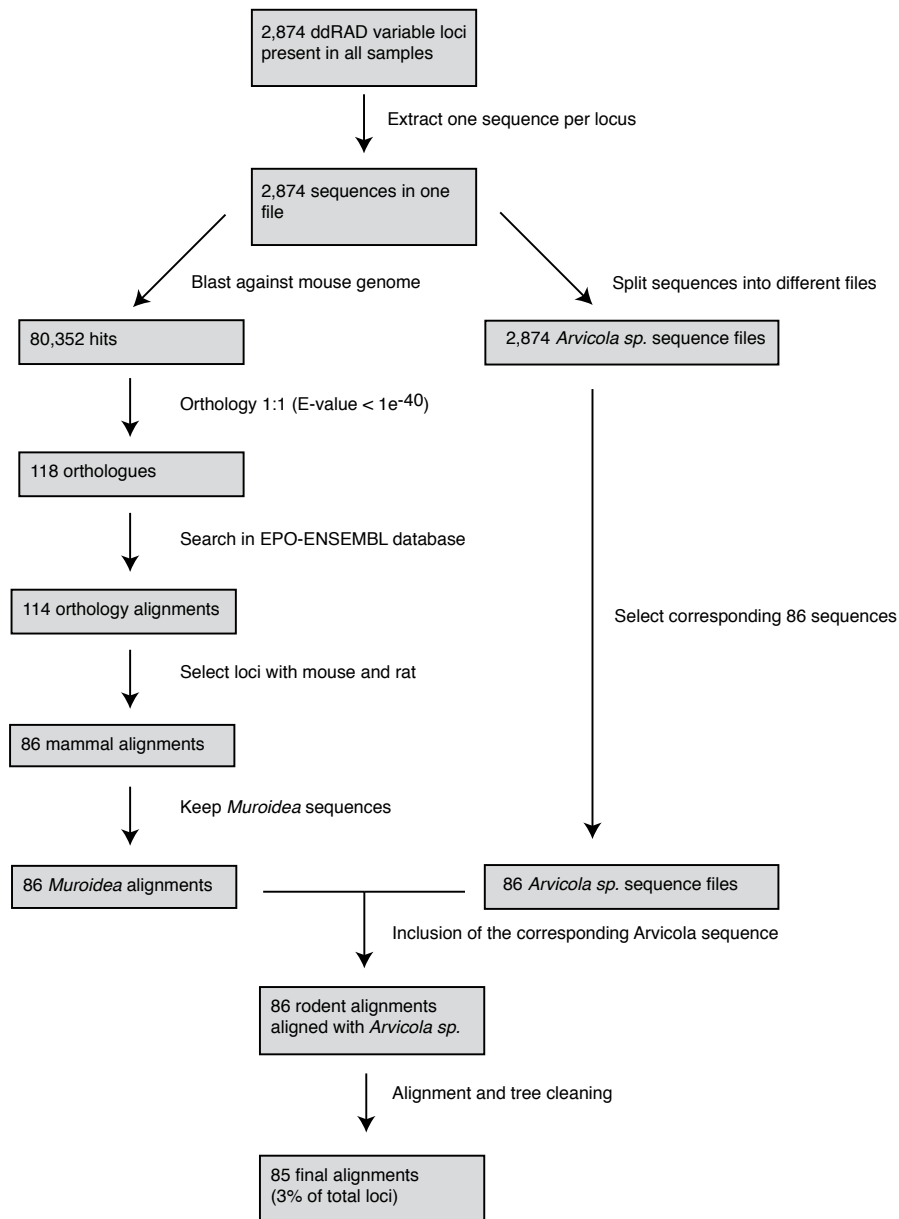 2,874 ddRAD variable loci
present in all samples
Extract one sequence per locus
2,874 sequences in one
file
Blast against mouse genome
Split sequences into different files
80,352 hits
2,874 Arvicola sp. sequence files
Orthology 1:1 (E-value < 1e-40)
118 orthologues
Search in EPO-ENSEMBL database
114 orthology alignments
Select corresponding 86 sequences
Select loci with mouse and rat
86 mammal alignments
Keep Muroidea sequences
86 Muroidea alignments
86 Arvicola sp. sequence files
Inclusion of the corresponding Arvicola sequence
86 rodent alignments
aligned with Arvicola sp.
Alignment and tree cleaning
85 final alignments
(3% of total loci)